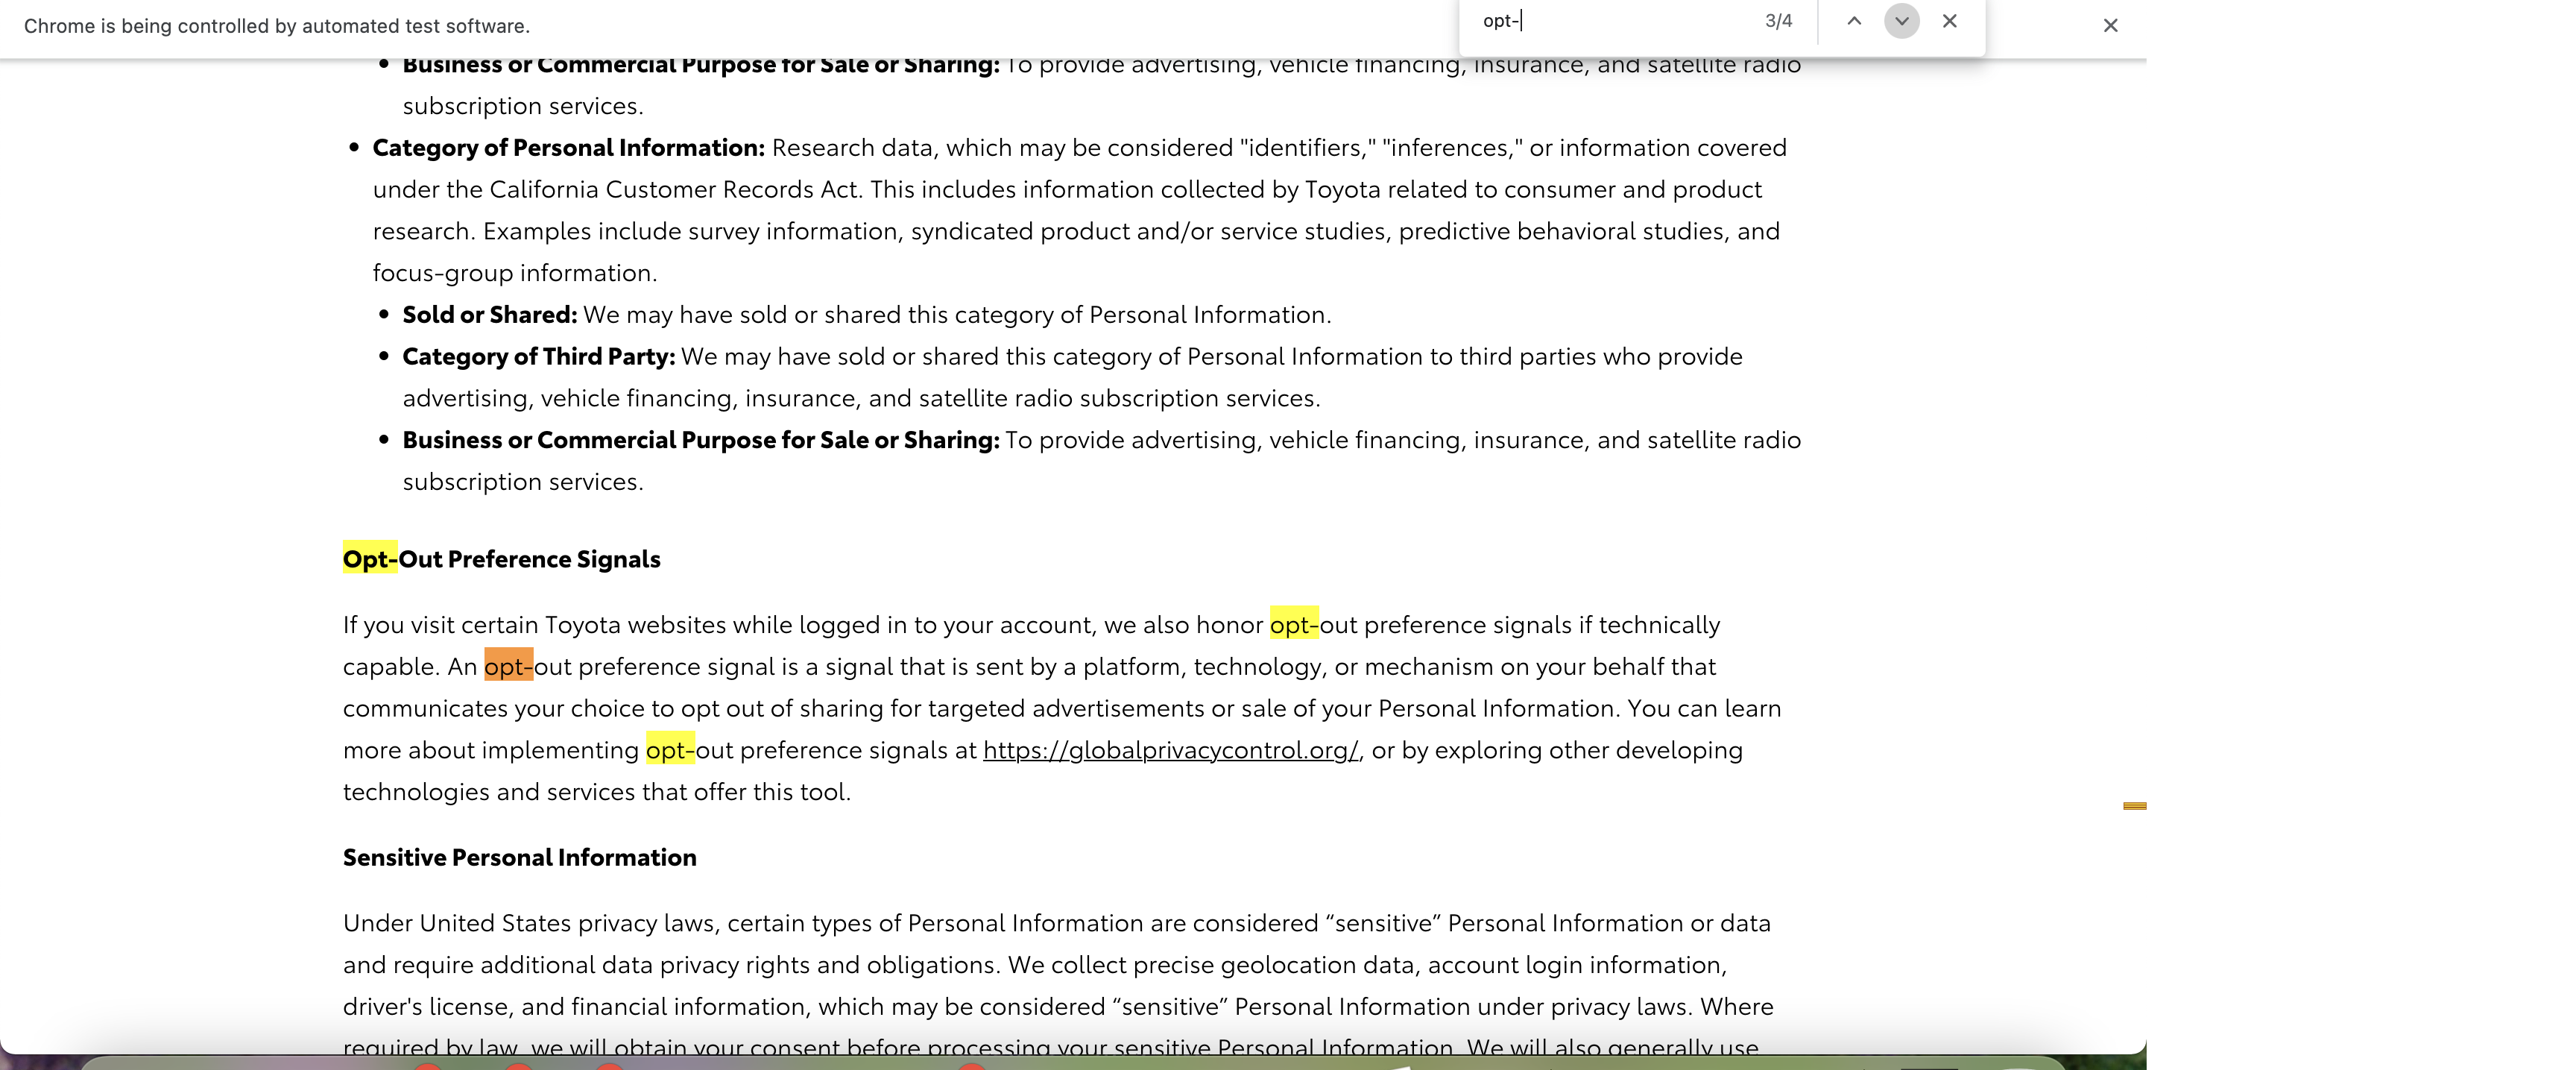 Chrome is being controlled by automated test software.
opt-
3/4
Business or Commercial Purpose for Sale or Sharing: To provide advertising, vehicle financing, insurance, and satellite radio
subscription services.
Category of Personal Information: Research data, which may be considered "identifiers," "inferences," or information covered
under the California Customer Records Act. This includes information collected by Toyota related to consumer and product
research. Examples include survey information, syndicated product and/or service studies, predictive behavioral studies, and
focus-group information.
Sold or Shared: We may have sold or shared this category of Personal Information.
Category of Third Party: We may have sold or shared this category of Personal Information to third parties who provide
advertising, vehicle financing, insurance, and satellite radio subscription services.
Business or Commercial Purpose for Sale or Sharing: To provide advertising, vehicle financing, insurance, and satellite radio
subscription services.
Opt-Out Preference Signals
If you visit certain Toyota websites while logged in to your account, we also honor opt-out preference signals if technically
capable. An opt-out preference signal is a signal that is sent by a platform, technology, or mechanism on your behalf that
communicates your choice to opt out of sharing for targeted advertisements or sale of your Personal Information. You can learn
more about implementing opt-out preference signals at https://globalprivacycontrol.org/, or by exploring other developing
technologies and services that offer this tool.
Sensitive Personal Information
Under United States privacy laws, certain types of Personal Information are considered “sensitive” Personal Information or data
and require additional data privacy rights and obligations. We collect precise geolocation data, account login information,
driver's license, and financial information, which may be considered “sensitive” Personal Information under privacy laws. Where
required by law, we will obtain your consent before processing your sensitive Personal Information. We will also generally use